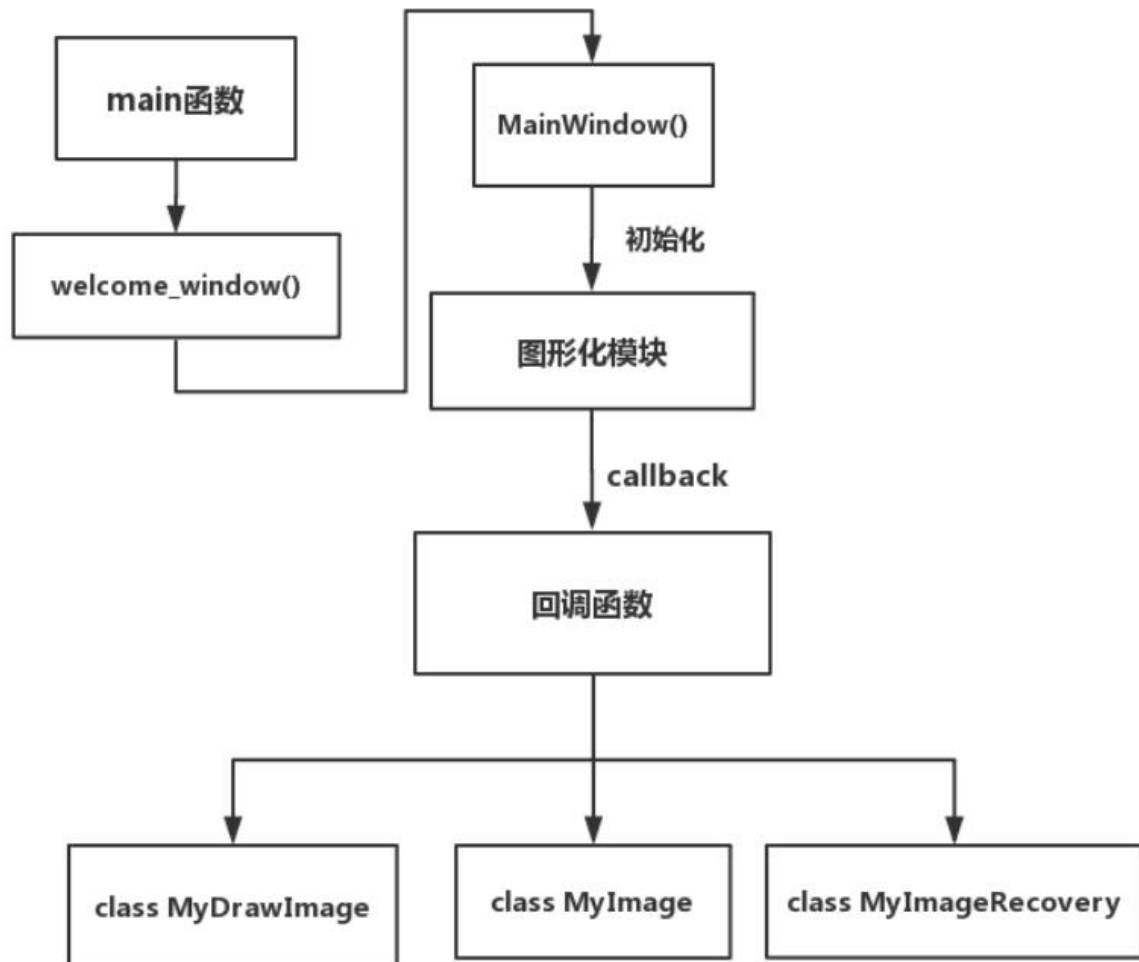 main函数
welcome_window()
MainWindow()
初始化
图形化模块
callback
回调函数
class MyDrawImage
class MyImage
class MyImageRecovery